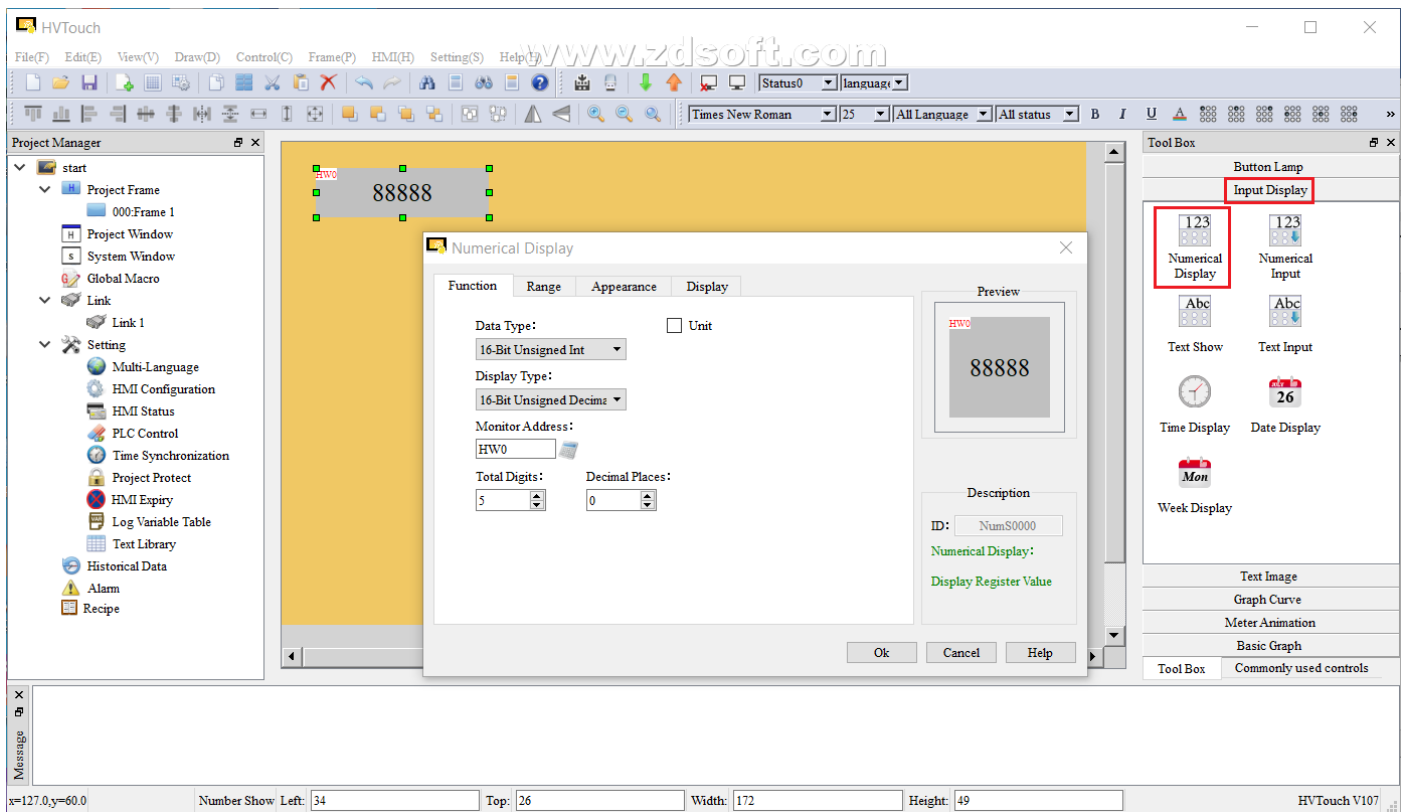 HVTouch
File(F) Edit(E) View(V) Draw(D) Control(C) Frame(P) HMI(H) Setting(S) Help(H)
www.zdsoft.com
Status0 language
Times New Roman 25 All Language All status B I U A »
Project Manager
start
Project Frame
000:Frame 1
Project Window
System Window
Global Macro
Link
Link 1
Setting
Multi-Language
HMI Configuration
HMI Status
PLC Control
Time Synchronization
Project Protect
HMI Expiry
Log Variable Table
Text Library
Historical Data
Alarm
Recipe
HW0
88888
Numerical Display
Function Range Appearance Display
Data Type:
Unit
16-Bit Unsigned Int
Display Type:
16-Bit Unsigned Decima
Monitor Address:
HW0
Total Digits: Decimal Places:
5 0
Preview
HW0
88888
Description
ID: NumS0000
Numerical Display:
Display Register Value
Ok Cancel Help
Tool Box
Button Lamp
Input Display
123 123
Numerical Display
Numerical Input
Abc Abc
Text Show Text Input
JULY 26
Time Display Date Display
Mon
Week Display
Text Image
Graph Curve
Meter Animation
Basic Graph
Tool Box Commonly used controls
Message
x=127.0,y=60.0 Number Show Left: 34 Top: 26 Width: 172 Height: 49 HVTouch V107